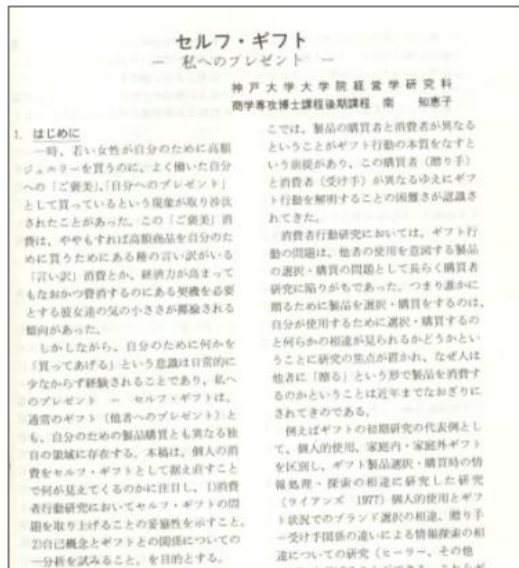 セルフ・ギフト
― 私へのプレゼント ―
神戸大学大学院経営学研究科
商学専攻博士課程後期課程 南 知恵子
1. はじめに
一時、若い女性が自分のために高額
ジュエリーを買うのに、よく働いた自分
への「ご褒美」、「自分へのプレゼント」
として買っているという現象が取り沙汰
されたことがあった。この「ご褒美」消
費は、ややもすれば高額商品を自分のた
めに買うためにある種の言い訳がいる
「言い訳」消費とか、経済力が高まって
もなおかつ費消するのにある契機を必要
とする彼女達の気の小ささが揶揄される
傾向があった。
しかしながら、自分のために何かを
「買ってあげる」という意識は日常的に
少なからず経験されることであり、私へ
のプレゼント ― セルフ・ギフトは、
通常のギフト（他者へのプレゼント）と
も、自分のための製品購買とも異なる独
自の領域に存在する。本稿は、個人の消
費をセルフ・ギフトとして据え直すこと
で何が見えてくるのかに注目し、1)消費
者行動研究においてセルフ・ギフトの問
題を取り上げることの妥当性を示すこと、
2)自己概念とギフトとの関係についての
一分析を試みること、を目的とする。
こでは、製品の購買者と消費者が異なる
ということがギフト行動の本質をなすと
いう前提があり、この購買者（贈り手）
と消費者（受け手）が異なるゆえにギフ
ト行動を解明することの困難さが認識さ
れてきた。
消費者行動研究においては、ギフト行
動の問題は、他者の使用を意図する製品
の選択・購買の問題として長らく購買者
研究に陥りがちであった。つまり誰かに
贈るために製品を選択・購買をするのは、
自分が使用するために選択・購買するの
と何らかの相違が見られるかどうかとい
うことに研究の焦点が置かれ、なぜ人は
他者に「贈る」という形で製品を消費す
るのかということは近年までなおざりに
されてきのである。
例えばギフトの初期研究の代表例とし
て、個人的使用、家庭内・家庭外ギフト
を区別し、ギフト製品選択・購買時の情
報処理・探索の相違に研究した研究
（ライアンズ 1977）個人的使用とギフ
ト状況でのブランド選択の相違、贈り手
－受け手関係の違いによる情報探索の相
違についての研究（ヒーラー、その他